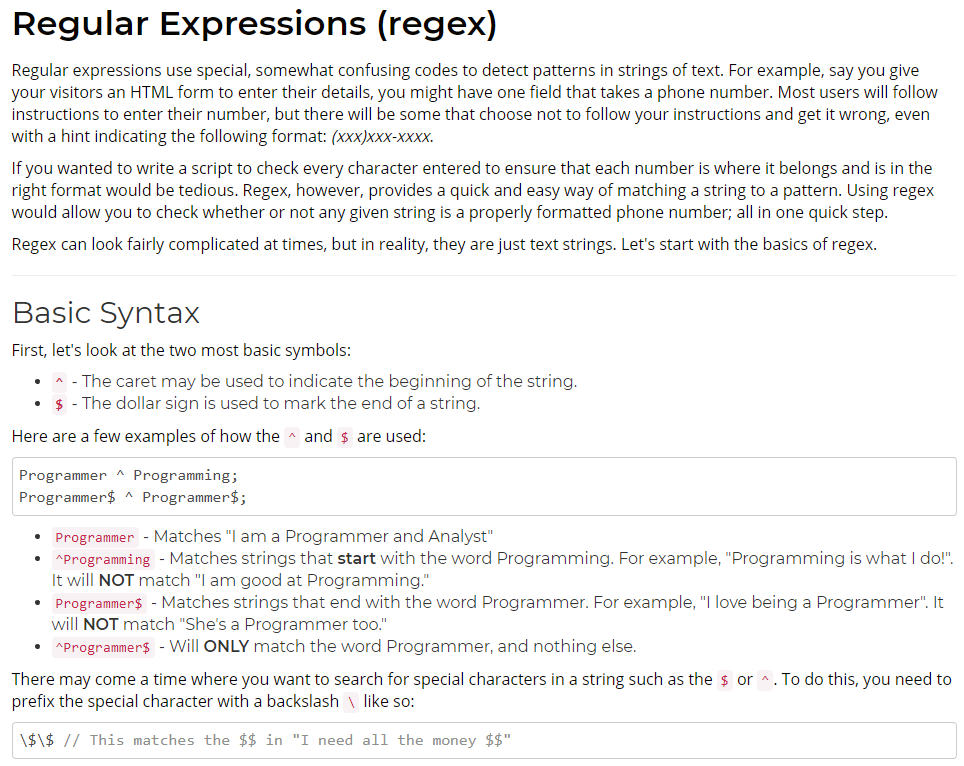 Regular Expressions (regex)
Regular expressions use special, somewhat confusing codes to detect patterns in strings of text. For example, say you give
your visitors an HTML form to enter their details, you might have one field that takes a phone number. Most users will follow
instructions to enter their number, but there will be some that choose not to follow your instructions and get it wrong, even
with a hint indicating the following format: (xxx)xxx-xxxx.
If you wanted to write a script to check every character entered to ensure that each number is where it belongs and is in the
right format would be tedious. Regex, however, provides a quick and easy way of matching a string to a pattern. Using regex
would allow you to check whether or not any given string is a properly formatted phone number; all in one quick step.
Regex can look fairly complicated at times, but in reality, they are just text strings. Let's start with the basics of regex.
Basic Syntax
First, let's look at the two most basic symbols:
• ^ - The caret may be used to indicate the beginning of the string.
• $ - The dollar sign is used to mark the end of a string.
Here are a few examples of how the ^ and $ are used:
Programmer ^ Programming;
Programmer$ ^ Programmer$;
• Programmer - Matches "I am a Programmer and Analyst"
• ^Programming - Matches strings that start with the word Programming. For example, "Programming is what I do!".
It will NOT match "I am good at Programming."
• Programmer$ - Matches strings that end with the word Programmer. For example, "I love being a Programmer". It
will NOT match "She's a Programmer too."
• ^Programmer$ - Will ONLY match the word Programmer, and nothing else.
There may come a time where you want to search for special characters in a string such as the $ or ^. To do this, you need to
prefix the special character with a backslash \ like so:
\$\$ // This matches the $$ in "I need all the money $$"